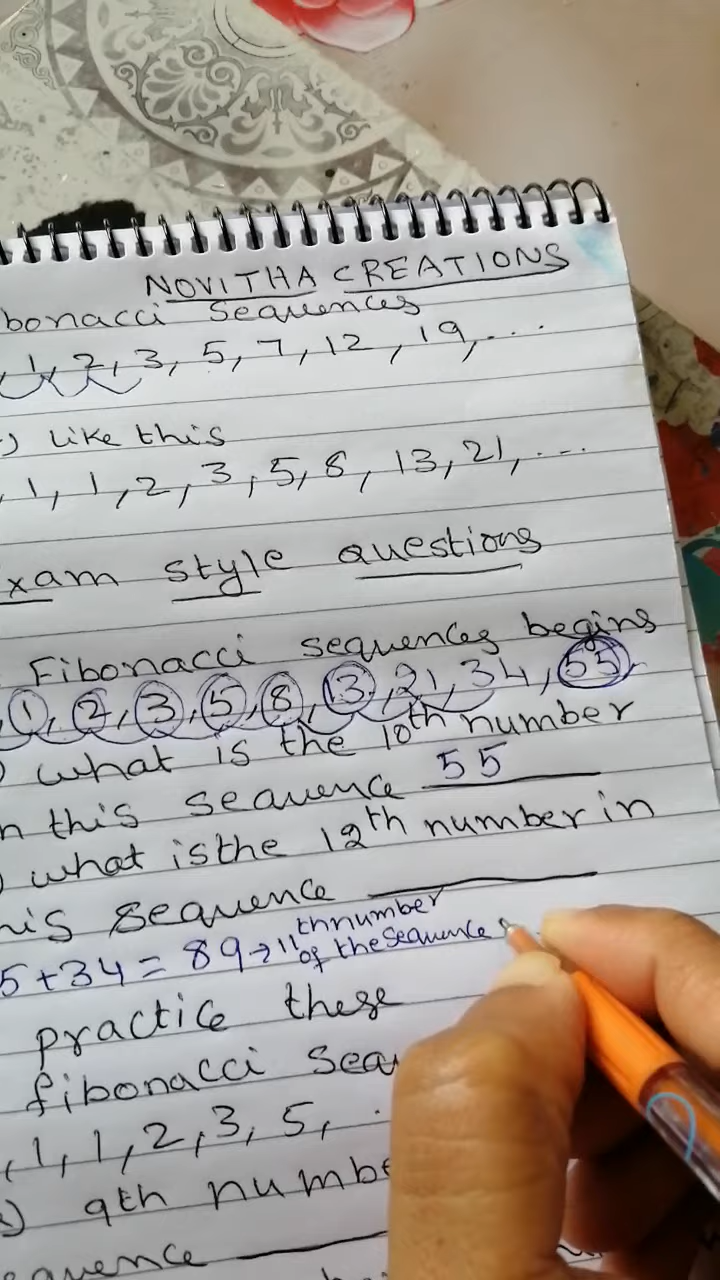 NOVITHA CREATIONS
bonacci Sequences
, 1, 2, 3, 5, 7, 12, 19, ...
) like this
, 1, 1, 2, 3, 5, 8, 13, 21, ...
xam style questions
Fibonacci sequences begins
, 1, 2, 3, 5, 8, 13, 21, 34, 55
) what is the 10th number
n this sequence 55
) what is the 12th number in
his sequence
5 + 34 = 89 → 11th number of the sequence
practice these
fibonacci seq
, 1, 1, 2, 3, 5, .
) 9th numbe
quence